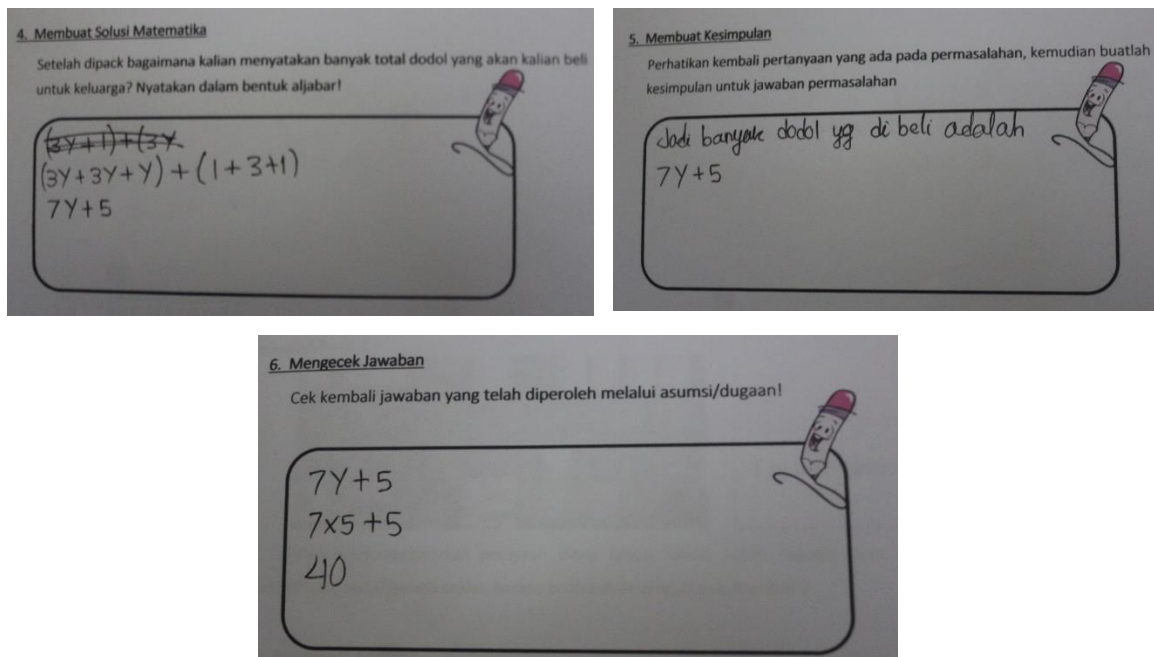 4. Membuat Solusi Matematika
Setelah dipack bagaimana kalian menyatakan banyak total dodol yang akan kalian beli
untuk keluarga? Nyatakan dalam bentuk aljabar!
(3Y+1)+(3Y
(3Y+3Y+Y)+(1+3+1)
7Y+5
5. Membuat Kesimpulan
Perhatikan kembali pertanyaan yang ada pada permasalahan, kemudian buatlah
kesimpulan untuk jawaban permasalahan
Jadi banyak dodol yg di beli adalah
7Y+5
6. Mengecek Jawaban
Cek kembali jawaban yang telah diperoleh melalui asumsi/dugaan!
7Y+5
7x5+5
40